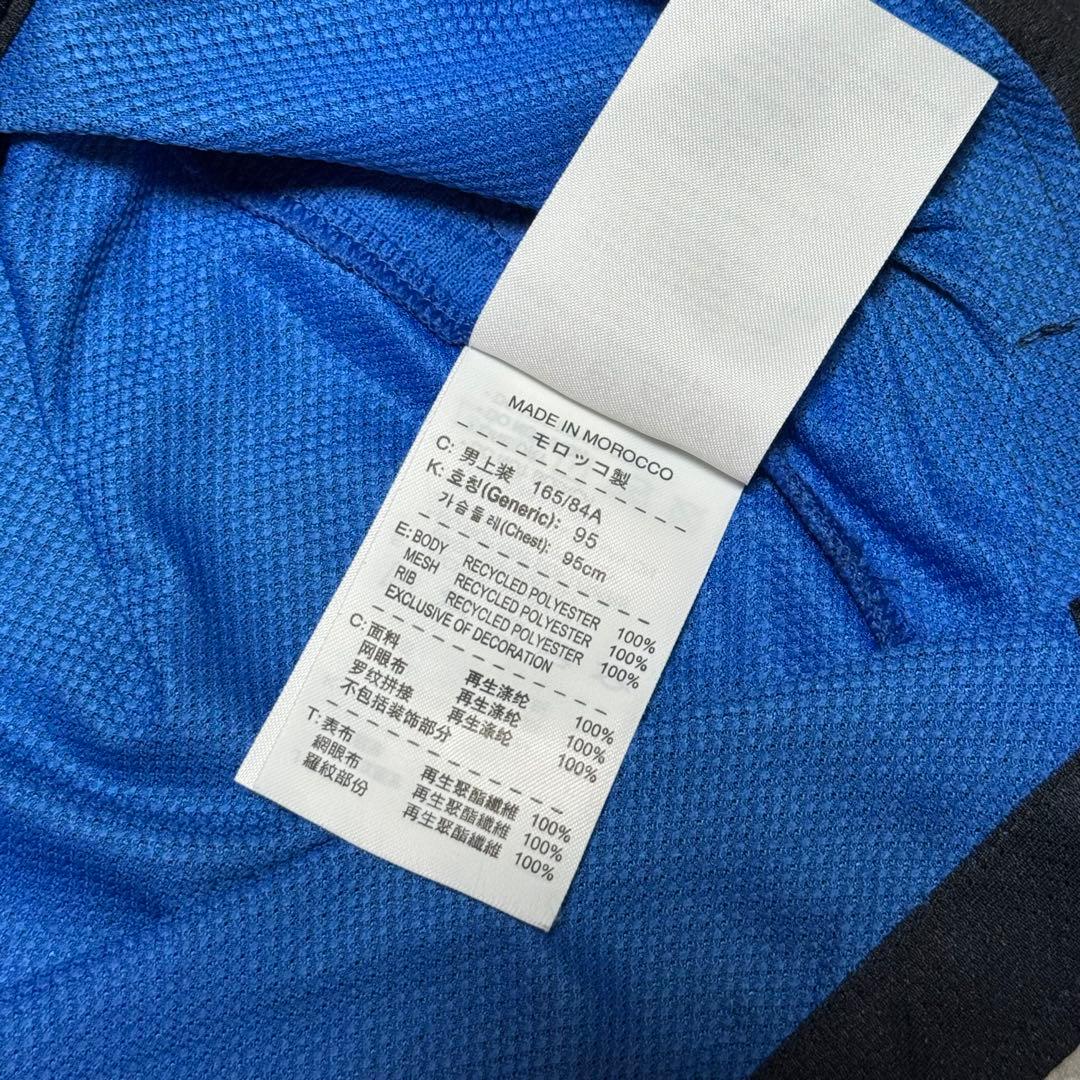 MADE IN MOROCCO
モロッコ製
C: 男上装 165/84A
K: 호칭(Generic): 95
가슴둘레(Chest): 95cm
E: BODY RECYCLED POLYESTER 100%
MESH RECYCLED POLYESTER 100%
RIB RECYCLED POLYESTER 100%
EXCLUSIVE OF DECORATION
C: 面料 再生涤纶 100%
网眼布 再生涤纶 100%
罗纹拼接 再生涤纶 100%
不包括装饰部分
T: 表布 再生聚酯纖維 100%
網眼布 再生聚酯纖維 100%
羅紋部份 再生聚酯纖維 100%